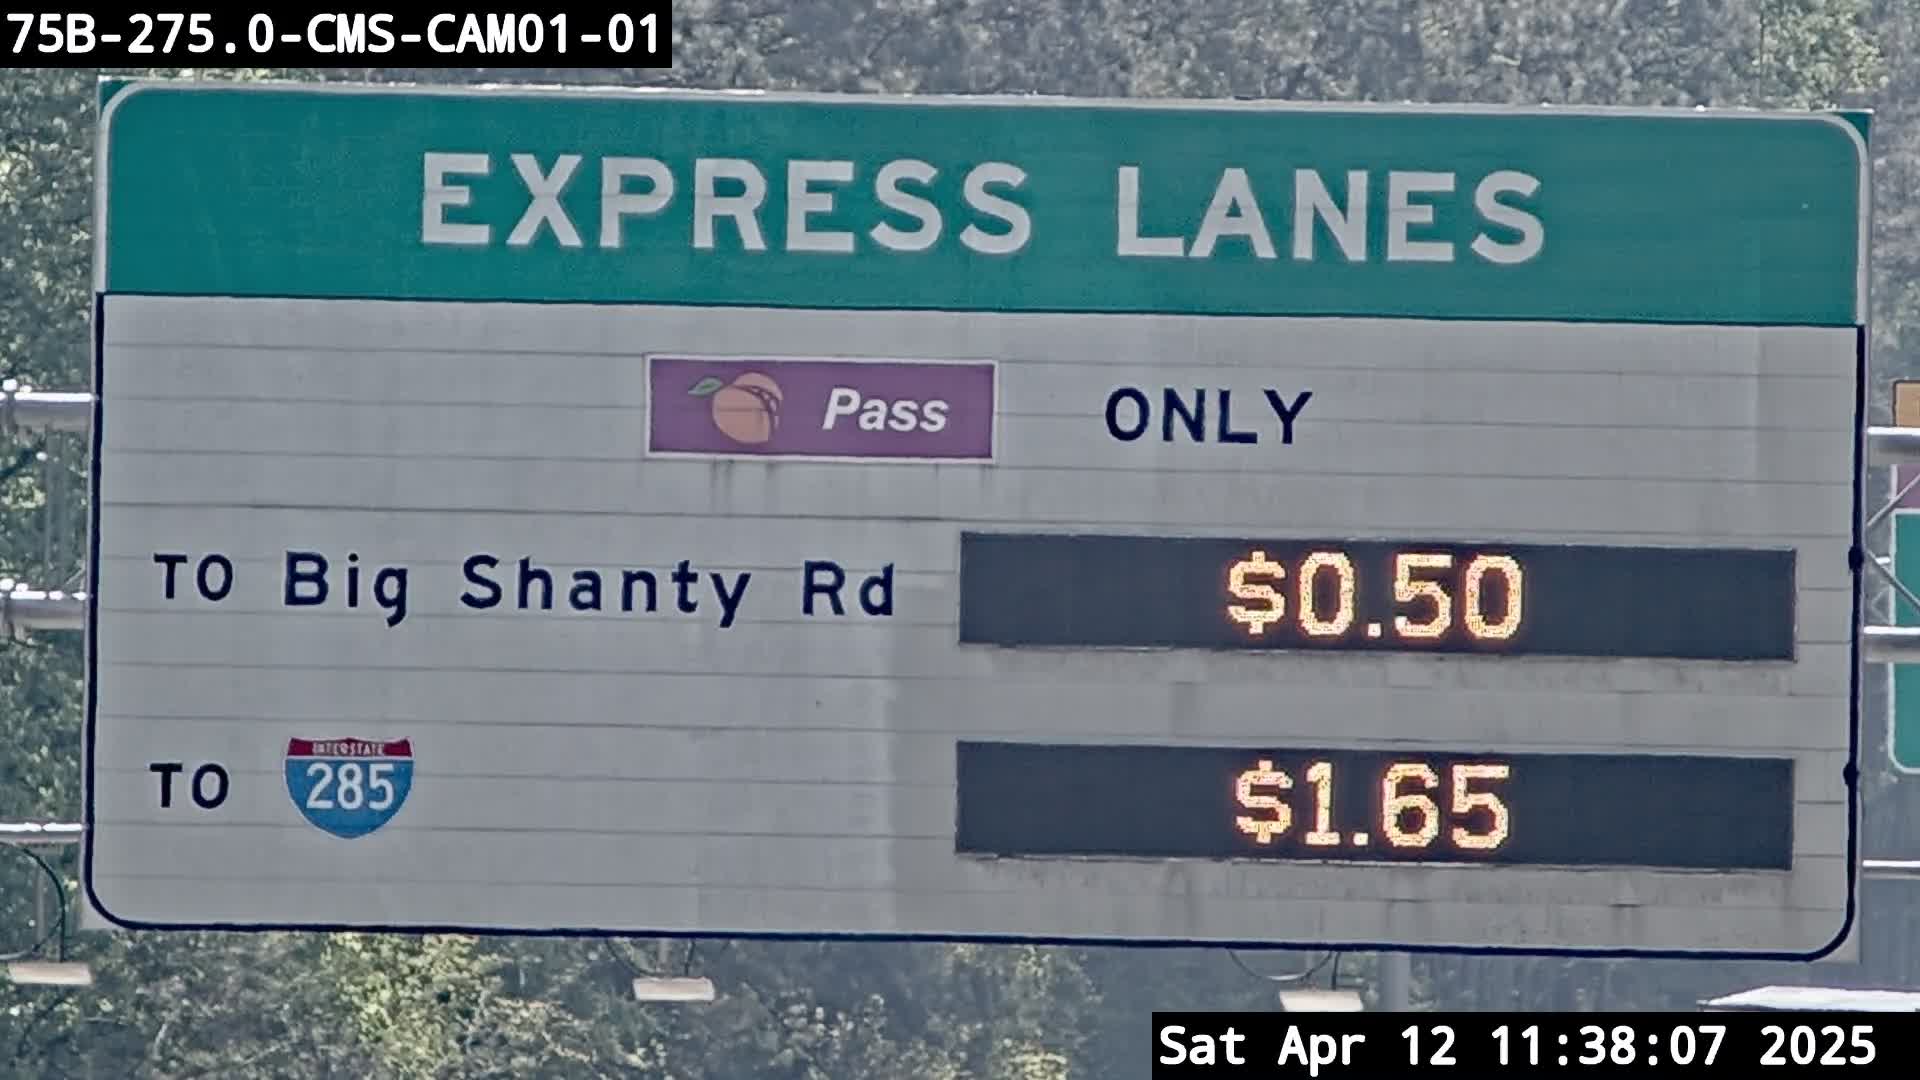 75B-275.0-CMS-CAM01-01
EXPRESS LANES
Pass ONLY
TO Big Shanty Rd $0.50
INTERSTATE
TO 285 $1.65
Sat Apr 12 11:38:07 2025